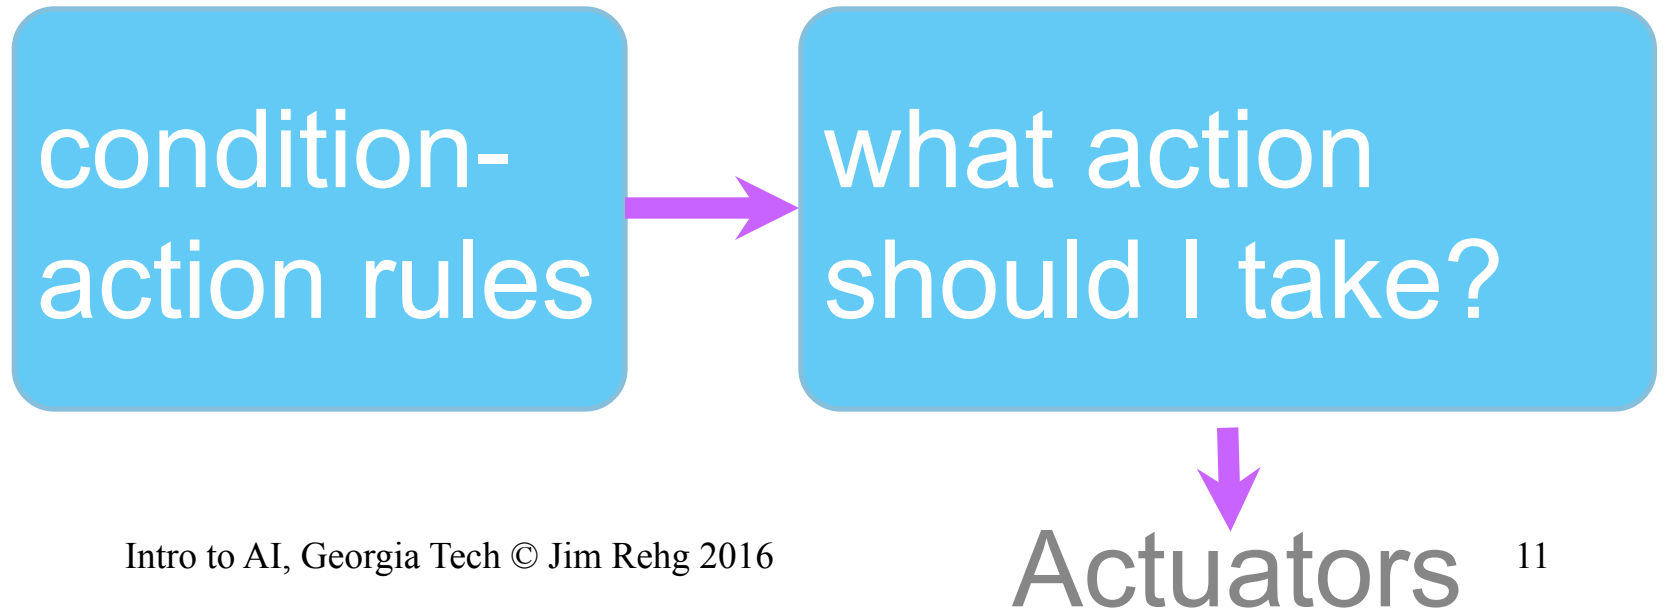 condition-
action rules
what action
should I take?
Actuators
Intro to AI, Georgia Tech © Jim Rehg 2016
11